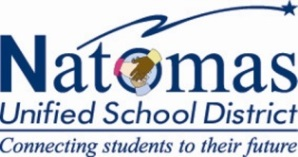 Natomas
Unified School District
Connecting students to their future